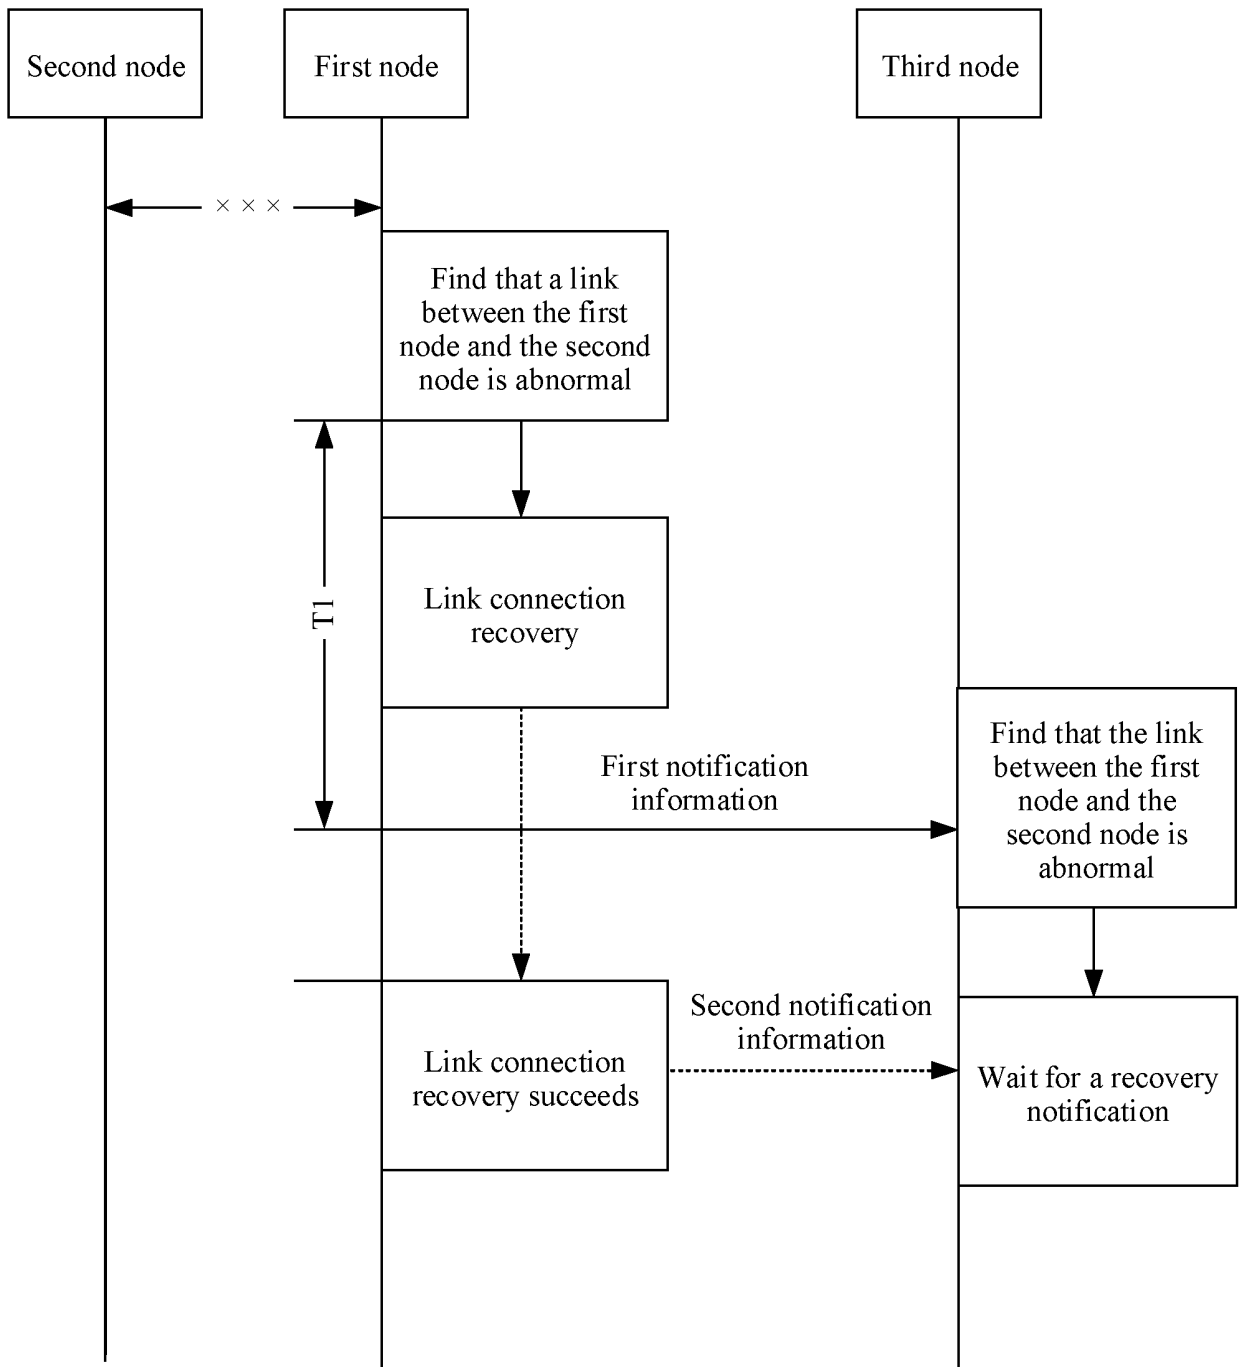 Second node
First node
Third node
× × ×
Find that a link
between the first
node and the second
node is abnormal
T1
Link connection
recovery
First notification
information
Find that the link
between the first
node and the
second node is
abnormal
Link connection
recovery succeeds
Second notification
information
Wait for a recovery
notification